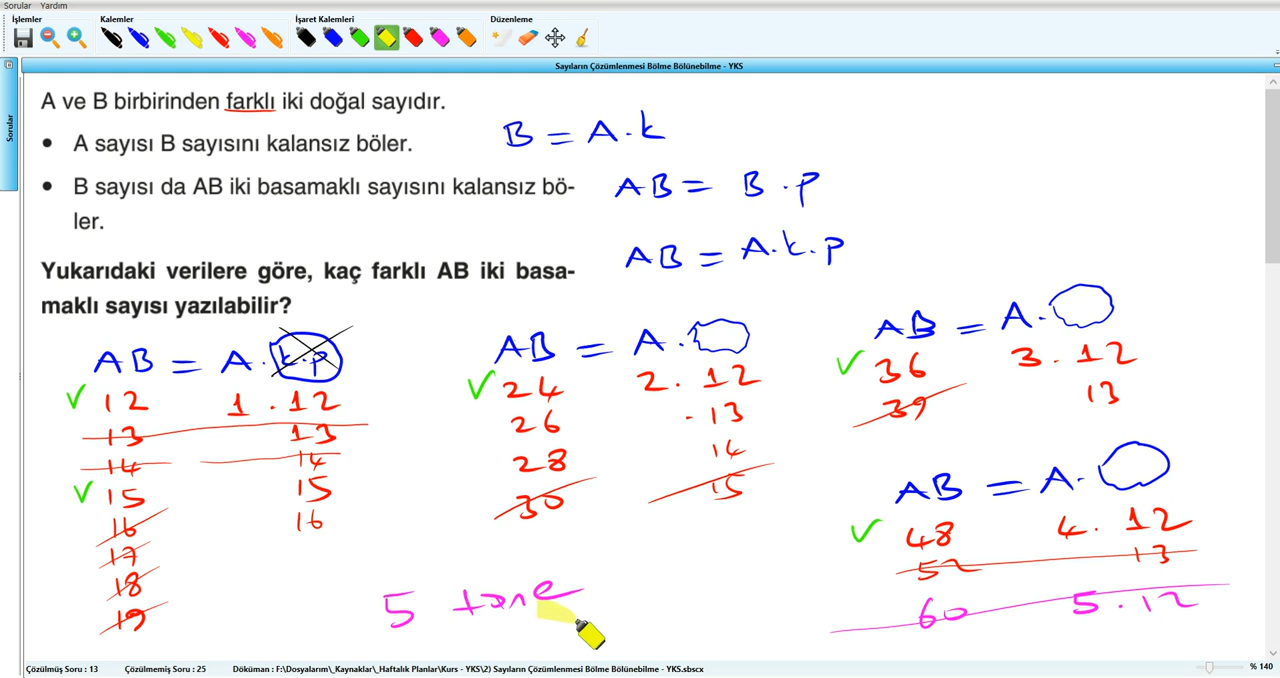 Sorular Yardım
İşlemler Kalemler İşaret Kalemleri Düzenleme
Sayıların Çözümlenmesi Bölme Bölünebilme - YKS
Sorular
A ve B birbirinden farklı iki doğal sayıdır.
• A sayısı B sayısını kalansız böler.
• B sayısı da AB iki basamaklı sayısını kalansız bö-
ler.
Yukarıdaki verilere göre, kaç farklı AB iki basa-
maklı sayısı yazılabilir?
B = A.k
AB = B.p
AB = A.k.p
AB = A.k.p
✓ 12 1.12
13 13
14 14
✓ 15 15
16 16
17
18
19
AB = A.
✓ 24 2.12
26 .13
28 14
30 15
AB = A.
✓ 36 3.12
39 13
AB = A.
✓ 48 4.12
52 13
60 5.12
5 tane
Çözülmüş Soru : 13 Çözülmemiş Soru : 25 Döküman : F:\Dosyalarım\_Kaynaklar\_Haftalık Planlar\Kurs - YKS\2) Sayıların Çözümlenmesi Bölme Bölünebilme - YKS.sbscx % 140